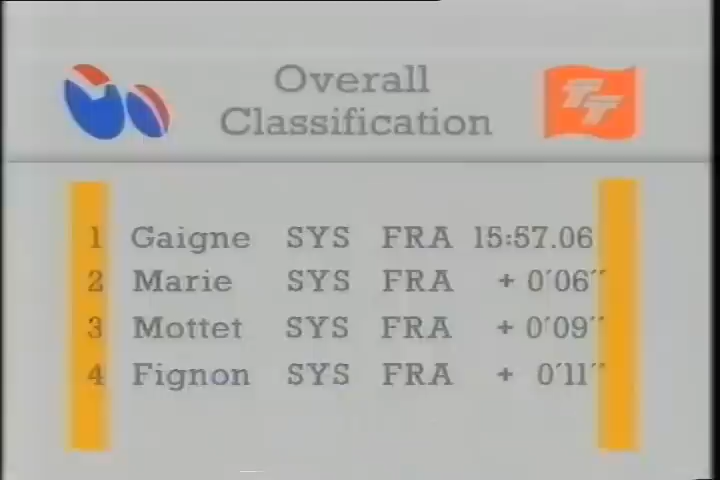 Overall
Classification
TT
1 Gaigne SYS FRA 15:57.06
2 Marie SYS FRA + 0'06"
3 Mottet SYS FRA + 0'09"
4 Fignon SYS FRA + 0'11"